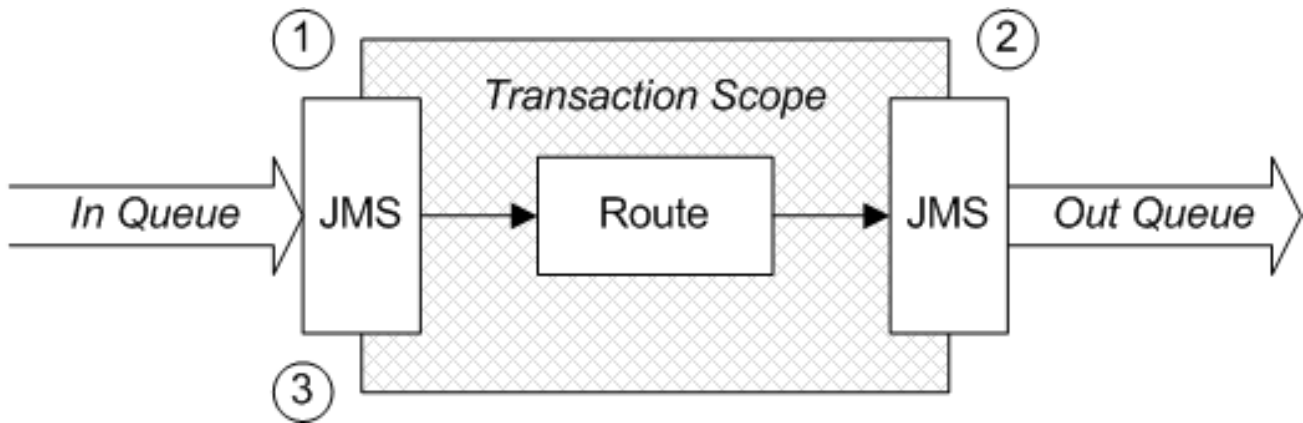 1
2
Transaction Scope
In Queue
JMS
Route
JMS
Out Queue
3